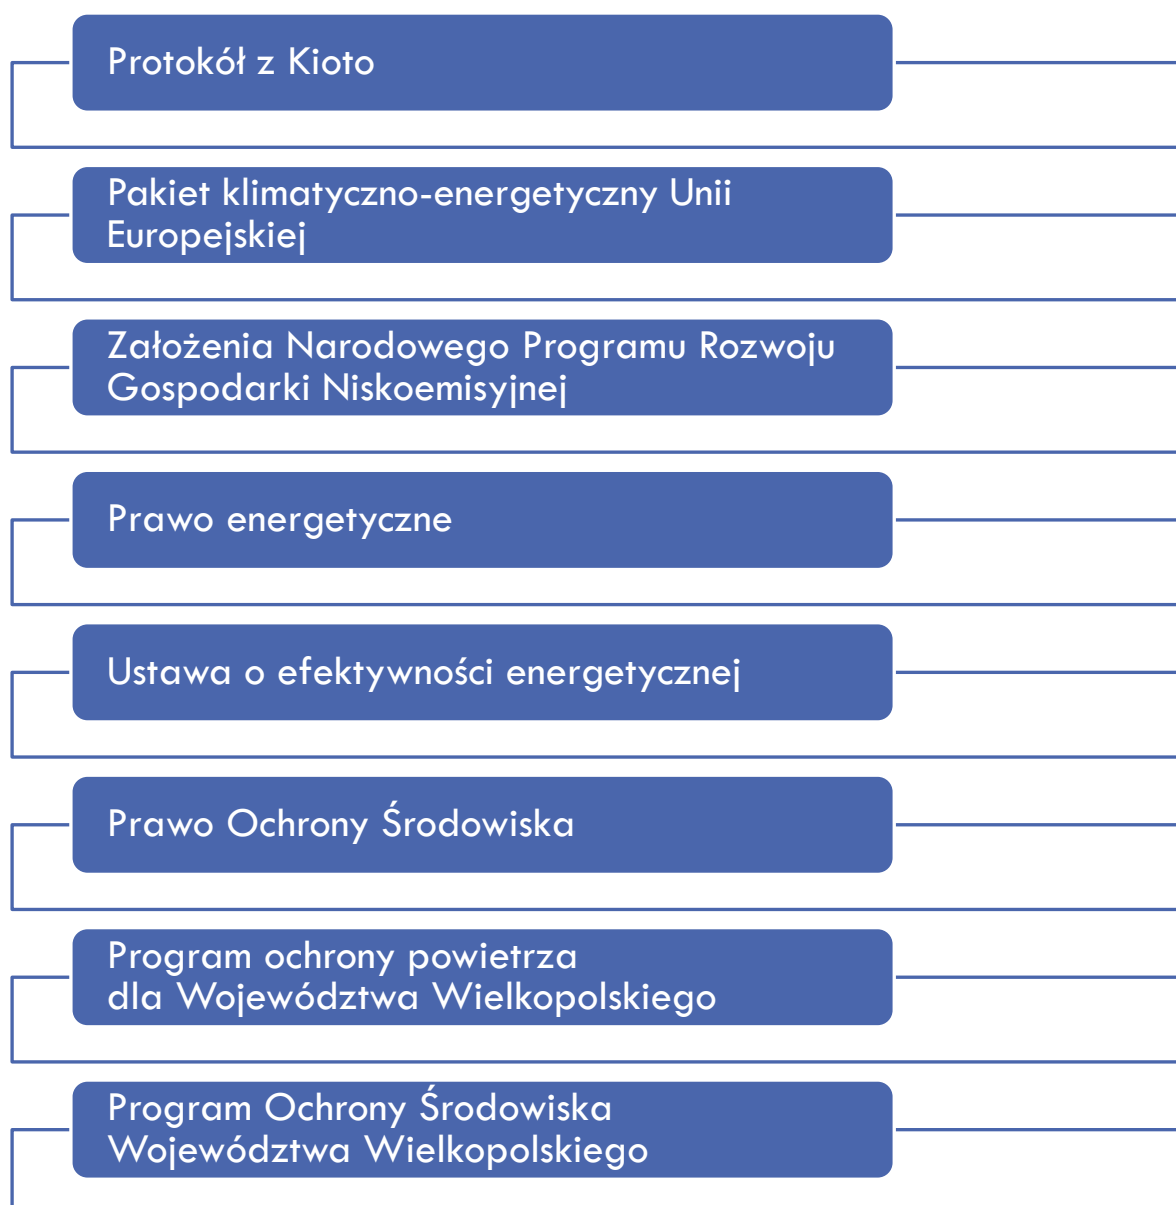 Protokół z Kioto
Pakiet klimatyczno-energetyczny Unii
Europejskiej
Założenia Narodowego Programu Rozwoju
Gospodarki Niskoemisyjnej
Prawo energetyczne
Ustawa o efektywności energetycznej
Prawo Ochrony Środowiska
Program ochrony powietrza
dla Województwa Wielkopolskiego
Program Ochrony Środowiska
Województwa Wielkopolskiego